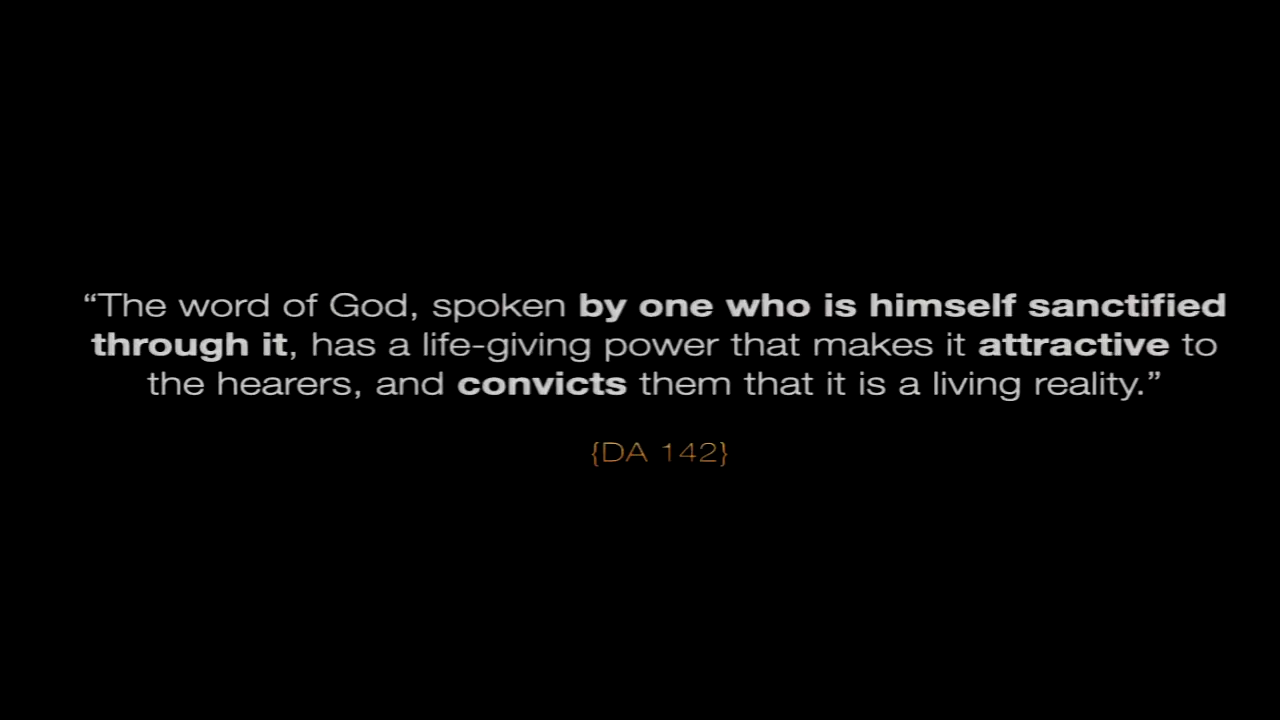 “The word of God, spoken by one who is himself sanctified
through it, has a life-giving power that makes it attractive to
the hearers, and convicts them that it is a living reality.”
{DA 142}